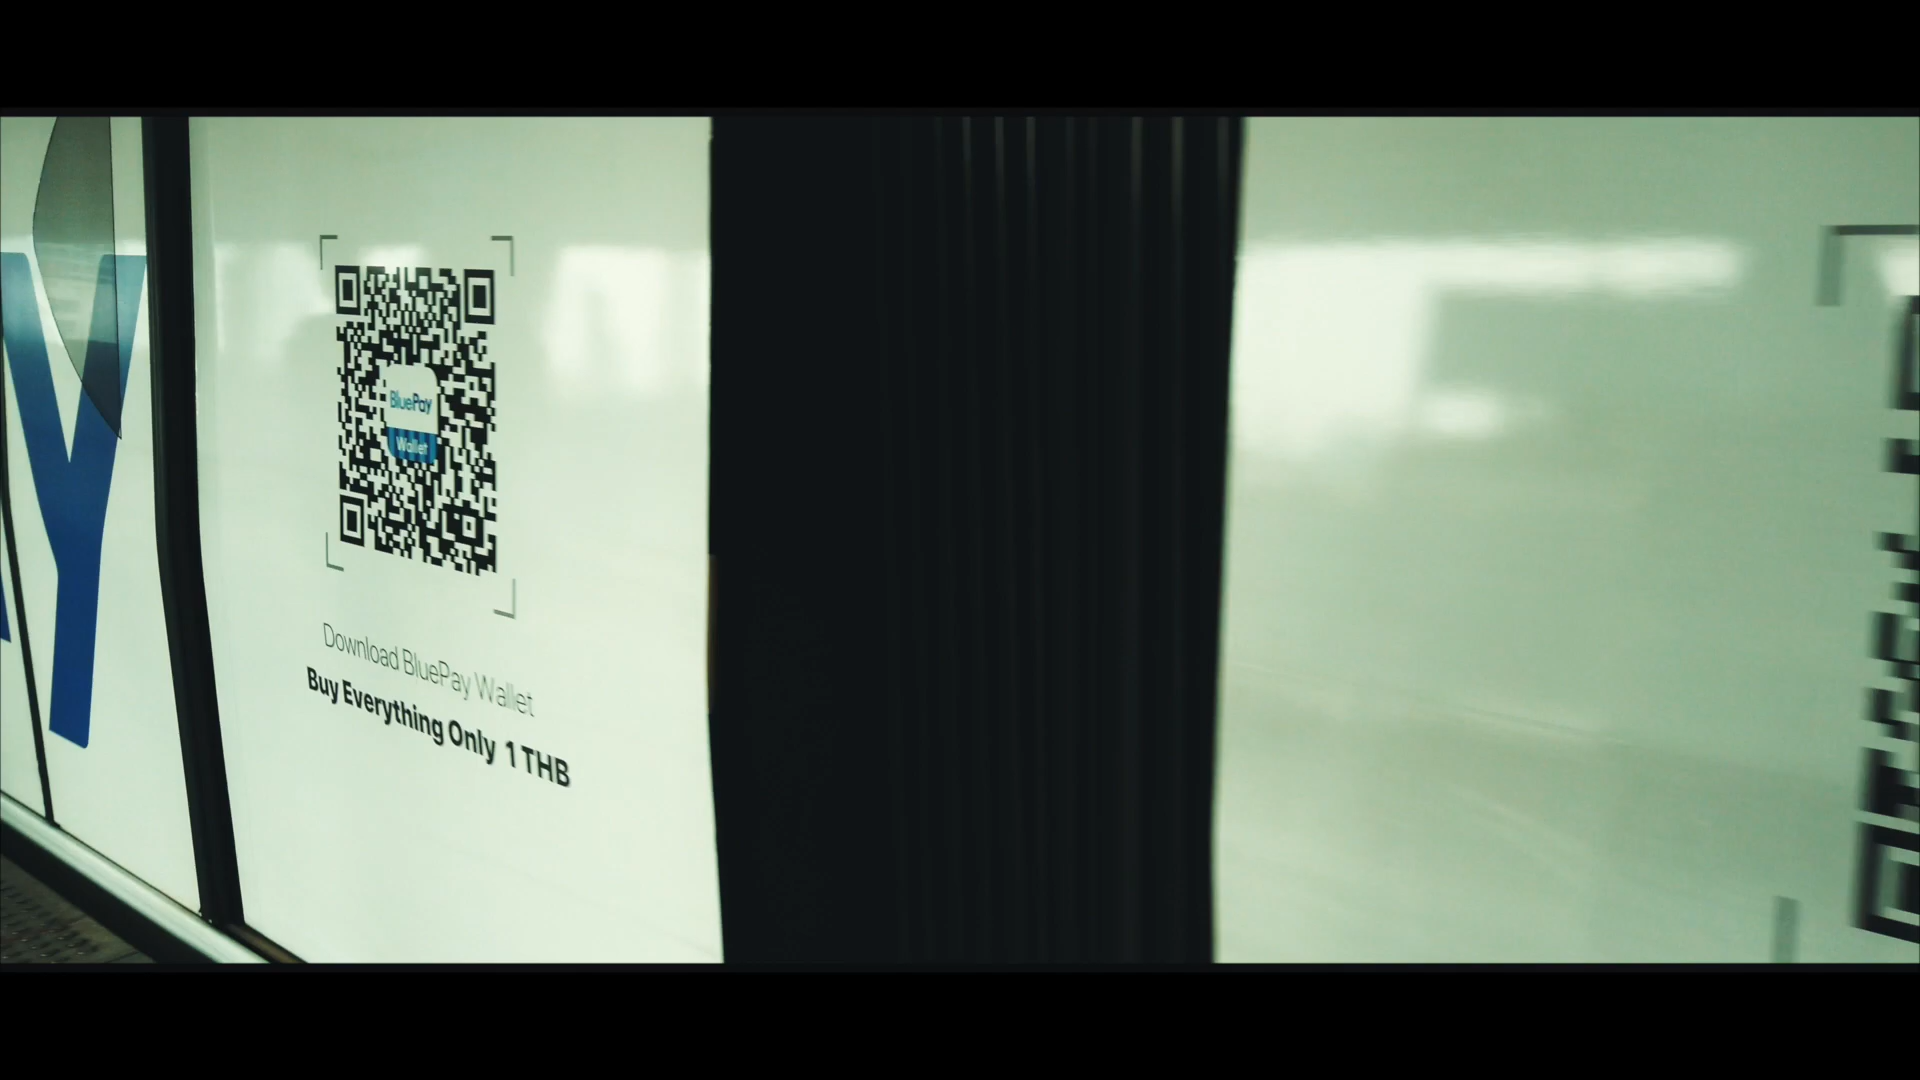 Y
BluePay
Wallet
Download BluePay Wallet
Buy Everything Only 1 THB